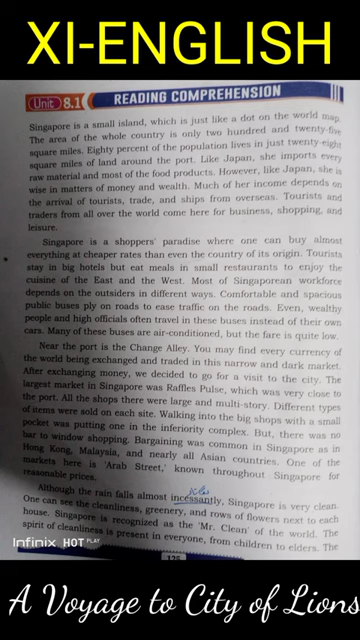 XI-ENGLISH
Unit 8.1 READING COMPREHENSION
Singapore is a small island, which is just like a dot on the world map.
The area of the whole country is only two hundred and twenty-five
square miles. Eighty percent of the population lives in just twenty-eight
square miles of land around the port. Like Japan, she imports every
raw material and most of the food products. However, like Japan, she is
wise in matters of money and wealth. Much of her income depends on
the arrival of tourists, trade, and ships from overseas. Tourists and
traders from all over the world come here for business, shopping, and
leisure.
Singapore is a shoppers' paradise where one can buy almost
everything at cheaper rates than even the country of its origin. Tourists
stay in big hotels but eat meals in small restaurants to enjoy the
cuisine of the East and the West. Most of Singaporean workforce
depends on the outsiders in different ways. Comfortable and spacious
public buses ply on roads to ease traffic on the roads. Even, wealthy
people and high officials often travel in these buses instead of their own
cars. Many of these buses are air-conditioned, but the fare is quite low.
Near the port is the Change Alley. You may find every currency of
the world being exchanged and traded in this narrow and dark market.
After exchanging money, we decided to go for a visit to the city. The
largest market in Singapore was Raffles Pulse, which was very close to
the port. All the shops there were large and multi-story. Different types
of items were sold on each site. Walking into the big shops with a small
pocket was putting one in the inferiority complex. But, there was no
bar to window shopping. Bargaining was common in Singapore as in
Hong Kong, Malaysia, and nearly all Asian countries. One of the
markets here is 'Arab Street,' known throughout Singapore for
reasonable prices.
Although the rain falls almost incessantly, Singapore is very clean.
One can see the cleanliness, greenery, and rows of flowers next to each
house. Singapore is recognized as the 'Mr. Clean' of the world. The
spirit of cleanliness is present in everyone, from children to elders. The
Infinix HOT PLAY
125
A Voyage to City of Lions